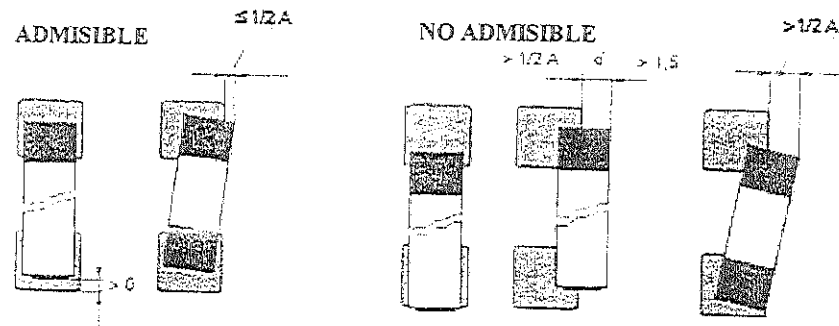 ≤1/2A
ADMISIBLE
> 0
NO ADMISIBLE
> 1/2 A d > 1,5
>1/2A